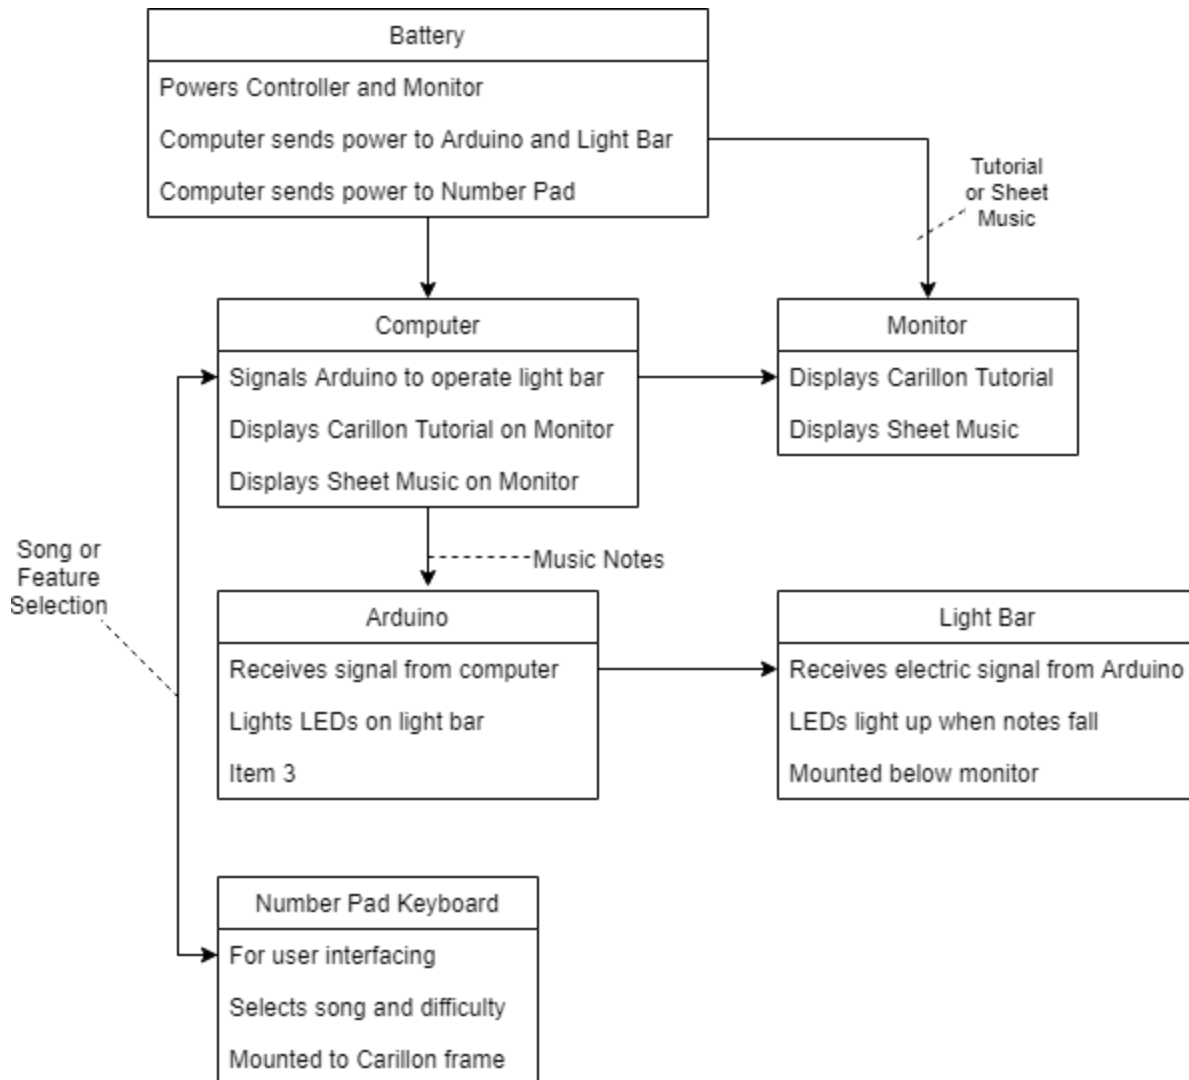 Battery
Powers Controller and Monitor
Computer sends power to Arduino and Light Bar
Computer sends power to Number Pad
Tutorial
or Sheet
Music
Computer
Signals Arduino to operate light bar
Displays Carillon Tutorial on Monitor
Displays Sheet Music on Monitor
Monitor
Displays Carillon Tutorial
Displays Sheet Music
Song or
Feature
Selection
Music Notes
Arduino
Receives signal from computer
Lights LEDs on light bar
Item 3
Light Bar
Receives electric signal from Arduino
LEDs light up when notes fall
Mounted below monitor
Number Pad Keyboard
For user interfacing
Selects song and difficulty
Mounted to Carillon frame